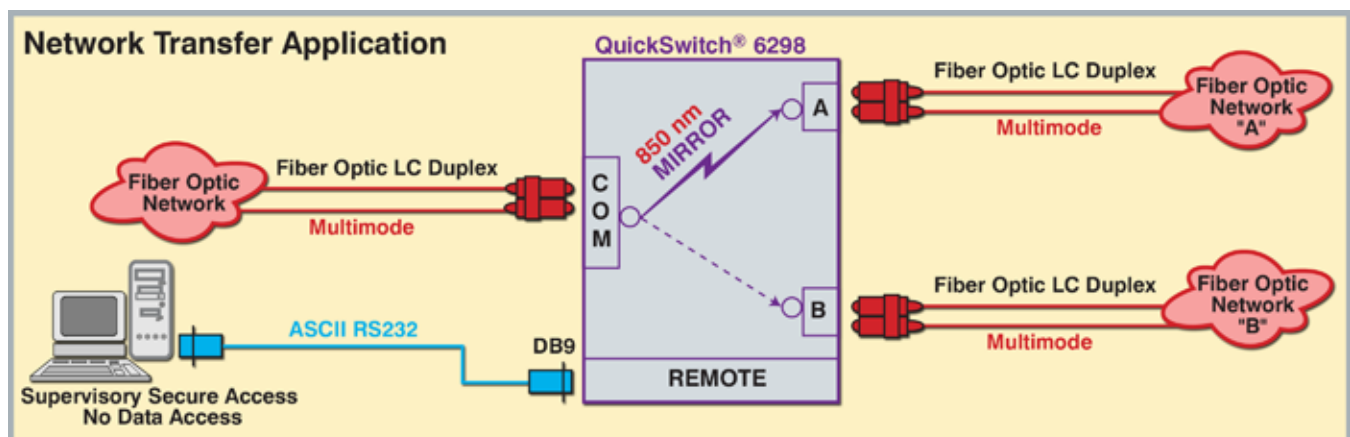 Network Transfer Application
QuickSwitch® 6298
Fiber Optic
Network
Fiber Optic LC Duplex
Multimode
C
O
M
850 nm
MIRROR
A
B
Fiber Optic LC Duplex
Multimode
Fiber Optic
Network
"A"
Fiber Optic LC Duplex
Multimode
Fiber Optic
Network
"B"
ASCII RS232
DB9
REMOTE
Supervisory Secure Access
No Data Access